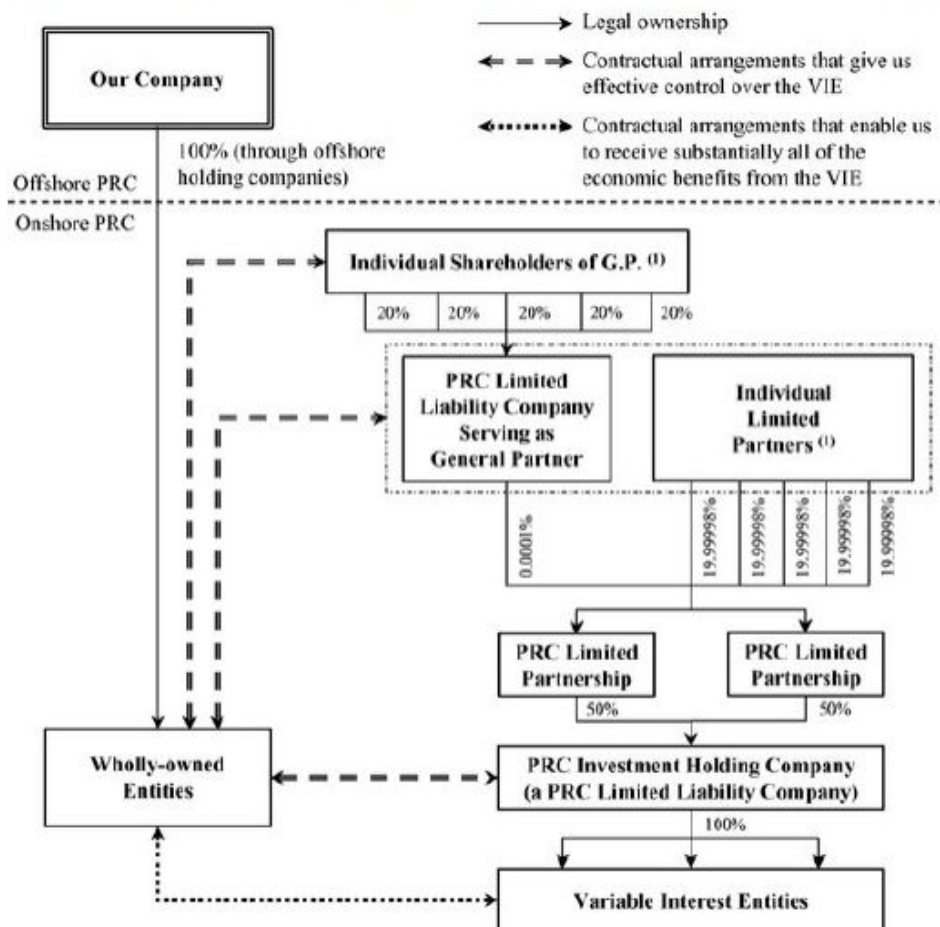 Legal ownership
Our Company
Contractual arrangements that give us
effective control over the VIE
Contractual arrangements that enable us
to receive substantially all of the
economic benefits from the VIE
100% (through offshore
holding companies)
Offshore PRC
Onshore PRC
Individual Shareholders of G.P. (1)
20% 20% 20% 20% 20%
PRC Limited
Liability Company
Serving as
General Partner
Individual
Limited
Partners (1)
0.0001%
19.99998%
19.99998%
19.99998%
19.99998%
19.99998%
PRC Limited
Partnership
PRC Limited
Partnership
50%
50%
Wholly-owned
Entities
PRC Investment Holding Company
(a PRC Limited Liability Company)
100%
Variable Interest Entities